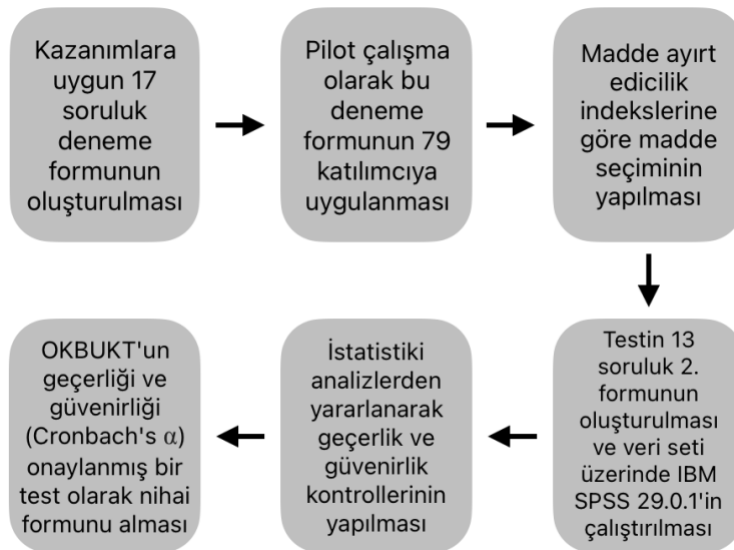 Kazanımlara
uygun 17
soruluk
deneme
formunun
oluşturulması
Pilot çalışma
olarak bu
deneme
formunun 79
katılımcıya
uygulanması
Madde ayırt
edicilik
indekslerine
göre madde
seçiminin
yapılması
Testin 13
soruluk 2.
formunun
oluşturulması
ve veri seti
üzerinde IBM
SPSS 29.0.1'in
çalıştırılması
İstatistiki
analizlerden
yararlanarak
geçerlik ve
güvenirlik
kontrollerinin
yapılması
OKBUKT'un
geçerliği ve
güvenirliği
(Cronbach's α)
onaylanmış bir
test olarak nihai
formunu alması